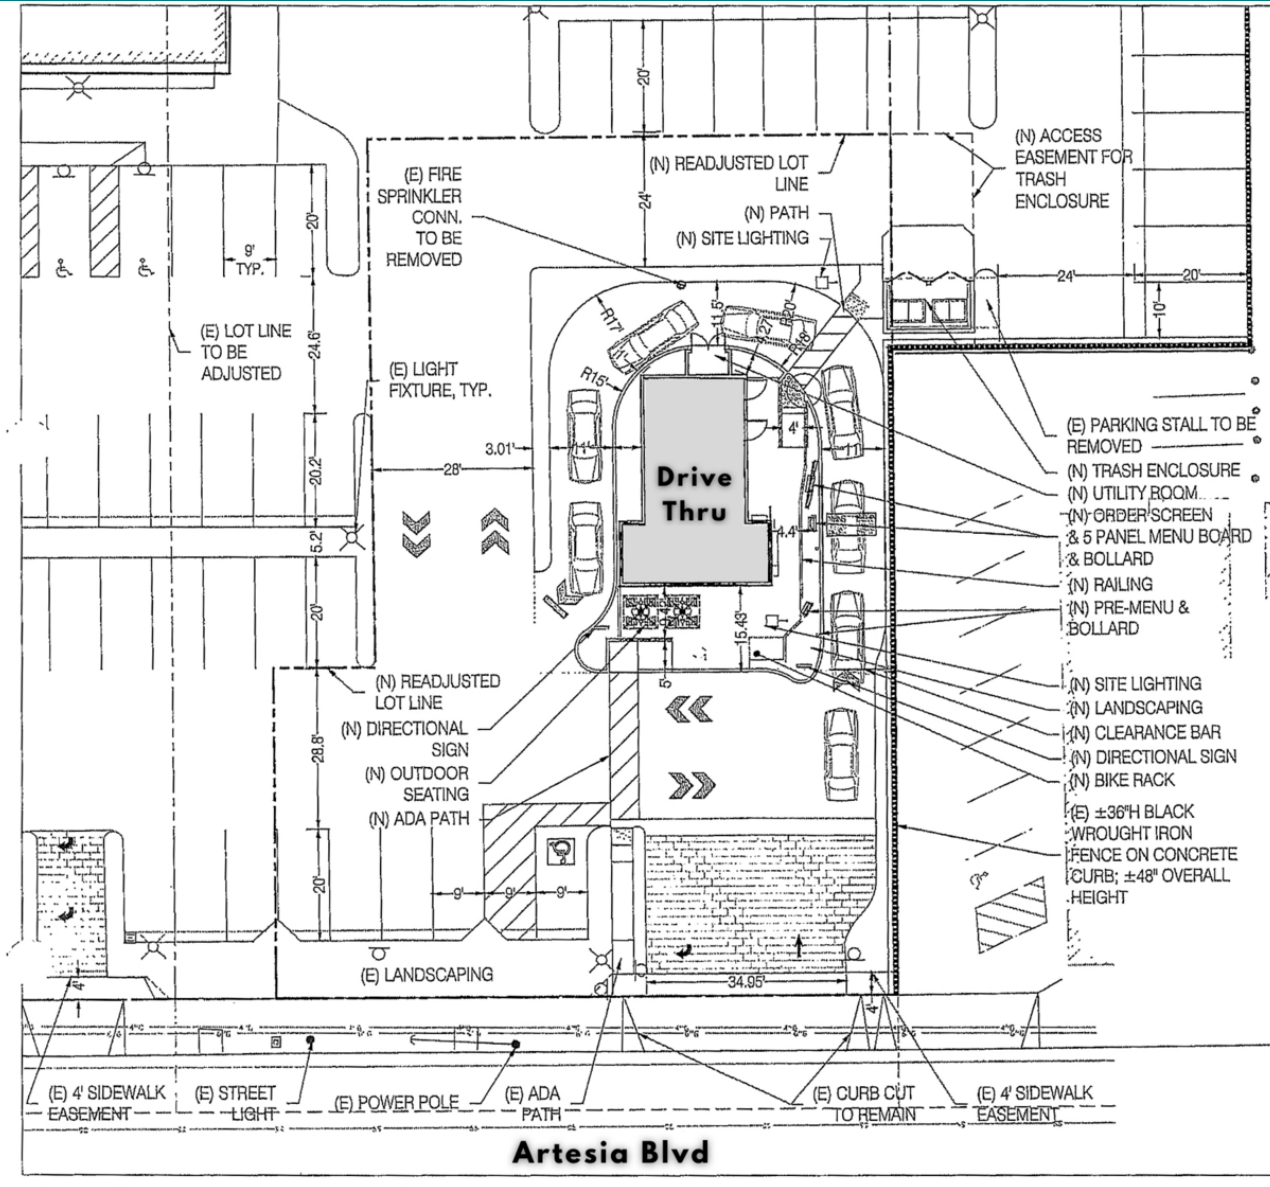 20'
(N) ACCESS
EASEMENT FOR
TRASH
ENCLOSURE
(N) READJUSTED LOT
LINE
(E) FIRE
SPRINKLER
CONN.
TO BE
REMOVED
24'
(N) PATH
(N) SITE LIGHTING
20'
9'
TYP.
24'
20'
10'
(E) LOT LINE
TO BE
ADJUSTED
24.6'
R17'
11.5'
R20'
R18'
R15'
(E) LIGHT
FIXTURE, TYP.
3.01'
28'
4'
11'
20.2'
5.2'
Drive
Thru
4.4'
(E) PARKING STALL TO BE
REMOVED
(N) TRASH ENCLOSURE
(N) UTILITY ROOM
(N) ORDER SCREEN
& 5 PANEL MENU BOARD
& BOLLARD
(N) RAILING
(N) PRE-MENU &
BOLLARD
20'
15.43'
5'
(N) READJUSTED
LOT LINE
(N) DIRECTIONAL
SIGN
(N) OUTDOOR
SEATING
(N) ADA PATH
(N) SITE LIGHTING
(N) LANDSCAPING
(N) CLEARANCE BAR
(N) DIRECTIONAL SIGN
(N) BIKE RACK
(E) ±36"H BLACK
WROUGHT IRON
FENCE ON CONCRETE
CURB; ±48" OVERALL
HEIGHT
28.8'
20'
9'
9'
9'
(E) LANDSCAPING
34.95'
4'
4'
(E) 4' SIDEWALK
EASEMENT
(E) STREET
LIGHT
(E) POWER POLE
(E) ADA
PATH
(E) CURB CUT
TO REMAIN
(E) 4' SIDEWALK
EASEMENT
Artesia Blvd